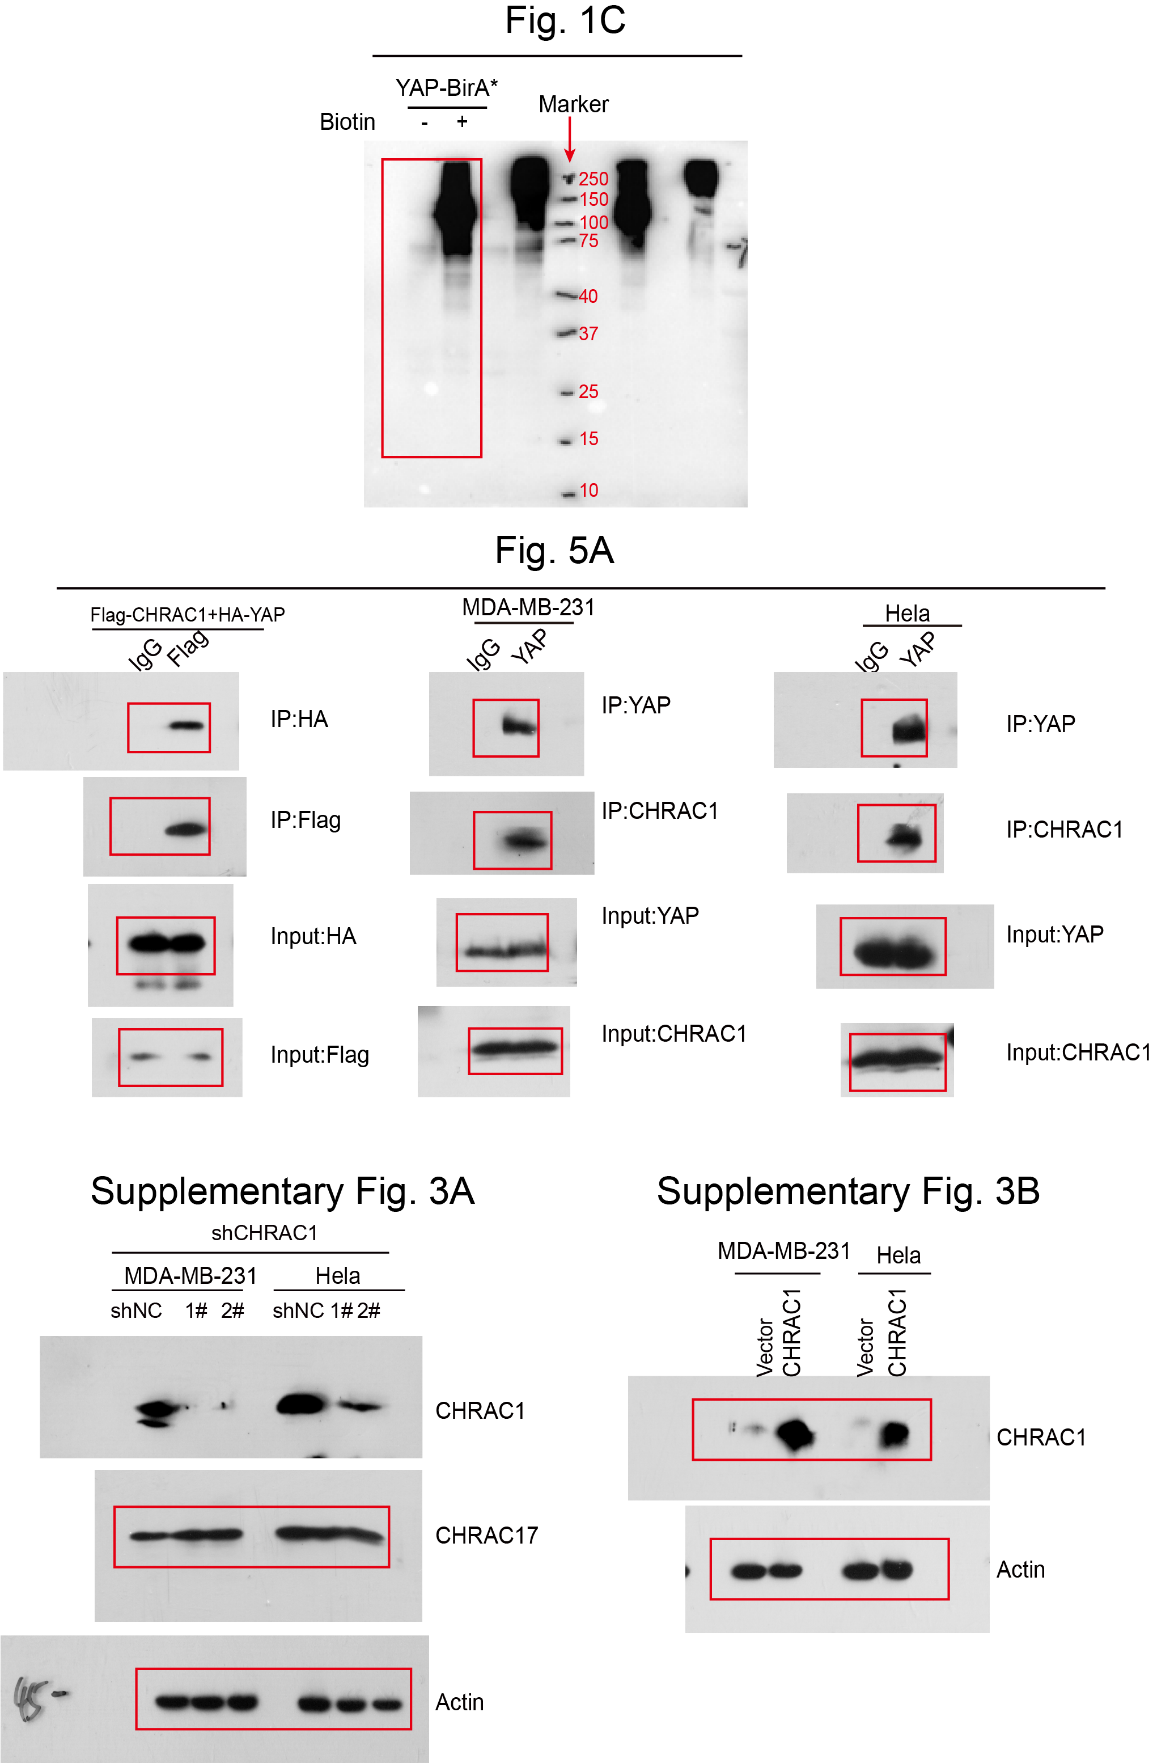 Fig. 1C
YAP-BirA*
Marker
Biotin - +
250
150
100
75
40
37
25
15
10
Fig. 5A
Flag-CHRAC1+HA-YAP
IgG Flag
IP:HA
IP:Flag
Input:HA
Input:Flag
MDA-MB-231
IgG YAP
IP:YAP
IP:CHRAC1
Input:YAP
Input:CHRAC1
Hela
IgG YAP
IP:YAP
IP:CHRAC1
Input:YAP
Input:CHRAC1
Supplementary Fig. 3A
shCHRAC1
MDA-MB-231 Hela
shNC 1# 2# shNC 1# 2#
CHRAC1
CHRAC17
45-
Actin
Supplementary Fig. 3B
MDA-MB-231 Hela
Vector CHRAC1 Vector CHRAC1
CHRAC1
Actin